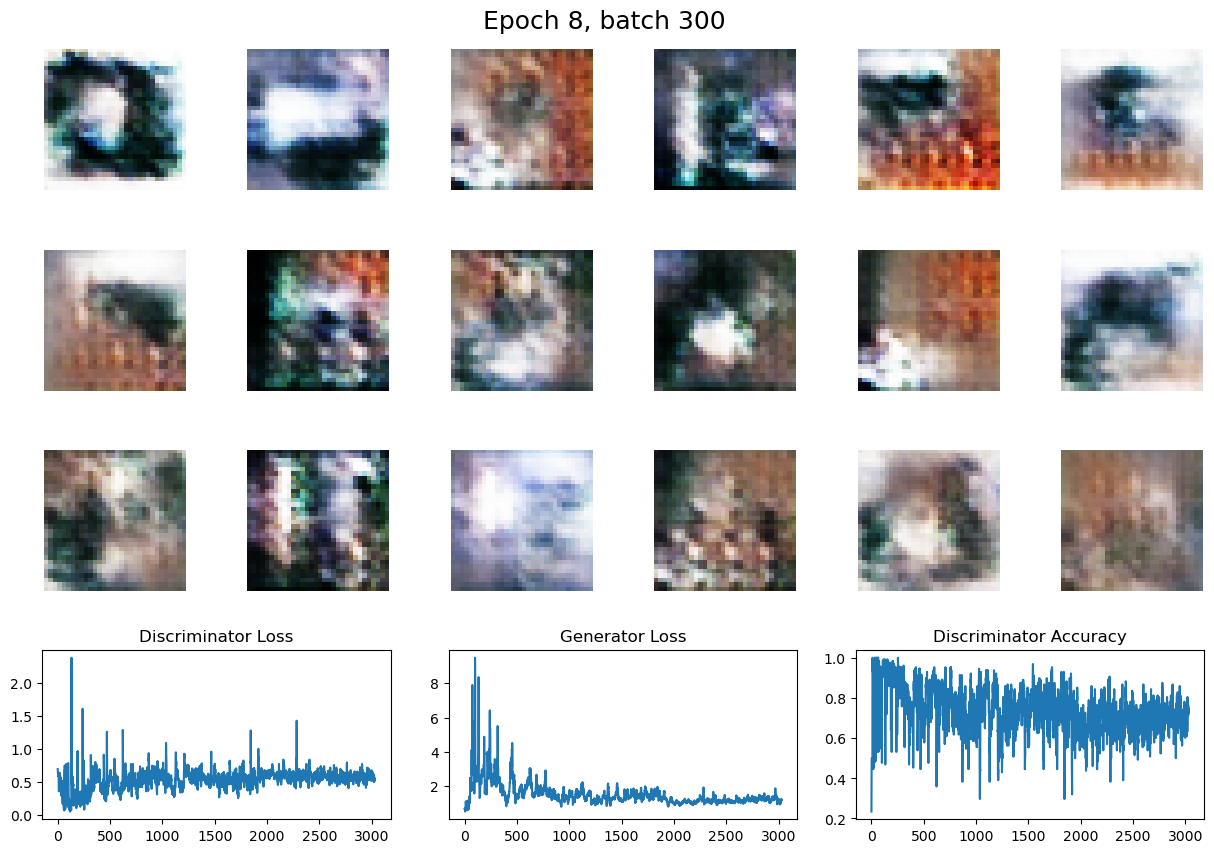 Epoch 8, batch 300
Discriminator Loss
2.0
1.5
1.0
0.5
0.0
0 500 1000 1500 2000 2500 3000
Generator Loss
8
6
4
2
0 500 1000 1500 2000 2500 3000
Discriminator Accuracy
1.0
0.8
0.6
0.4
0.2
0 500 1000 1500 2000 2500 3000